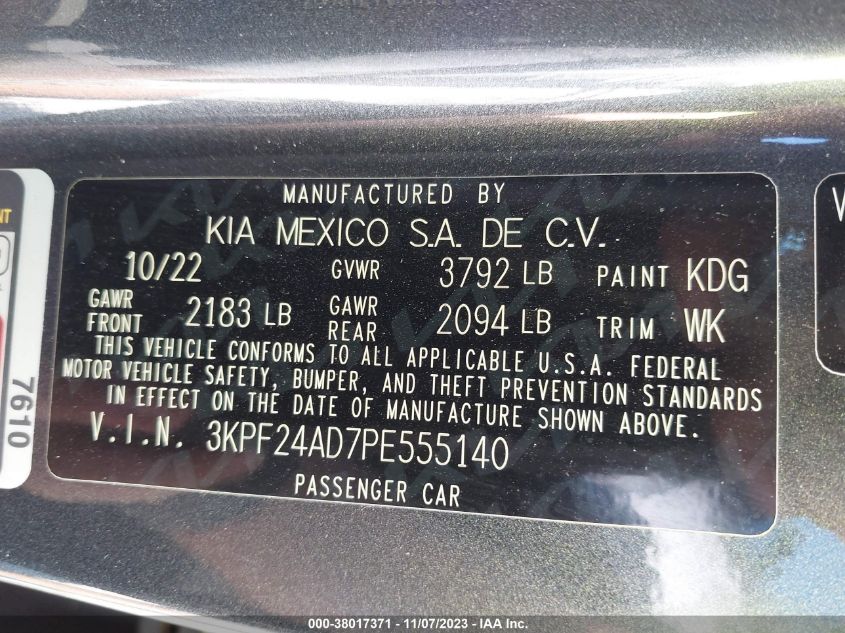 MANUFACTURED BY
KIA MEXICO S.A. DE C.V.
10/22 GVWR 3792 LB PAINT KDG
GAWR FRONT 2183 LB GAWR REAR 2094 LB TRIM WK
THIS VEHICLE CONFORMS TO ALL APPLICABLE U.S.A. FEDERAL
MOTOR VEHICLE SAFETY, BUMPER, AND THEFT PREVENTION STANDARDS
IN EFFECT ON THE DATE OF MANUFACTURE SHOWN ABOVE.
V.I.N. 3KPF24AD7PE555140
PASSENGER CAR
7610
000-38017371 - 11/07/2023 - IAA Inc.